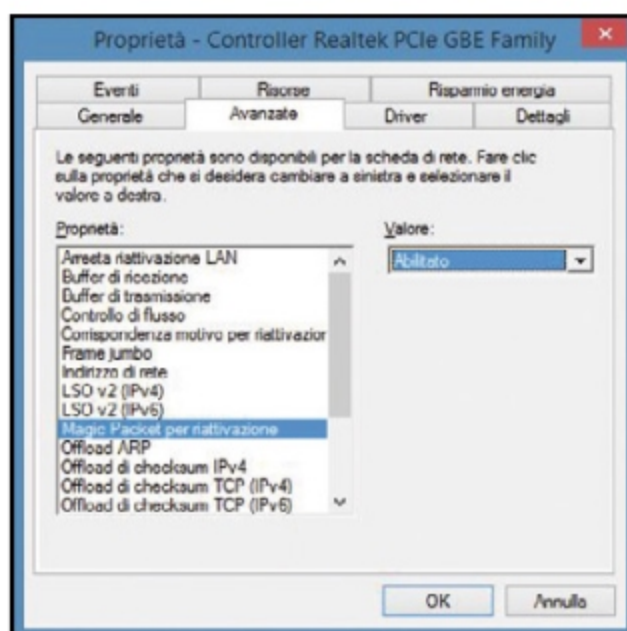 Proprietà - Controller Realtek PCIe GBE Family
Eventi
Risorse
Risparmio energia
Generale
Avanzate
Driver
Dettagli
Le seguenti proprietà sono disponibili per la scheda di rete. Fare clic
sulla proprietà che si desidera cambiare a sinistra e selezionare il
valore a destra.
Proprietà:
Valore:
Arresta riattivazione LAN
Abilitato
Buffer di ricezione
Buffer di trasmissione
Controllo di flusso
Corrispondenza motivo per riattivazior
Frame jumbo
Indirizzo di rete
LSO v2 (IPv4)
LSO v2 (IPv6)
Magic Packet per riattivazione
Offload ARP
Offload di checksum IPv4
Offload di checksum TCP (IPv4)
Offload di checksum TCP (IPv6)
OK
Annulla